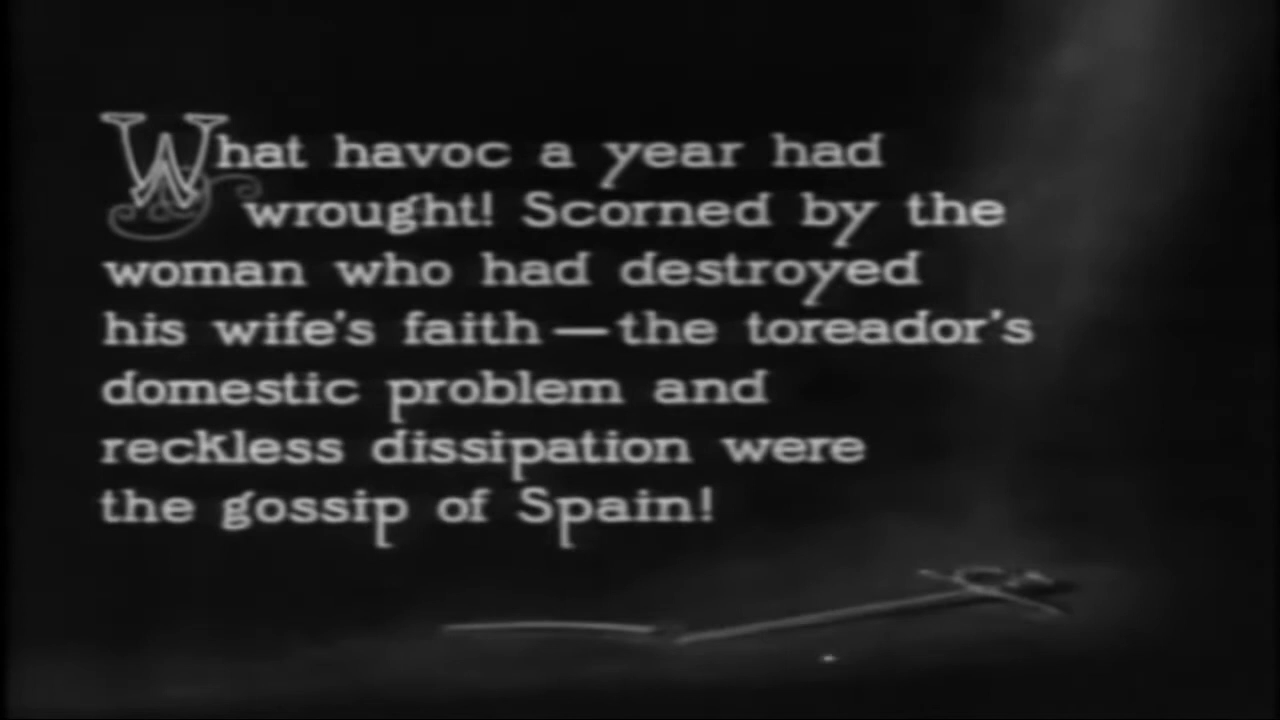 What havoc a year had
wrought! Scorned by the
woman who had destroyed
his wife's faith—the toreador's
domestic problem and
reckless dissipation were
the gossip of Spain!